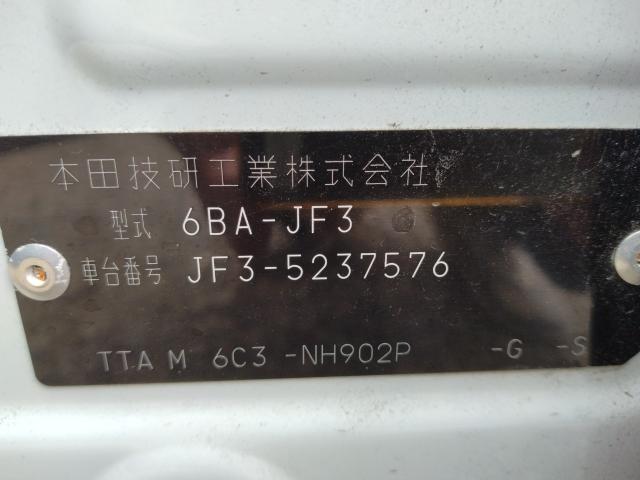 本田技研工業株式会社
型式 6BA-JF3
車台番号 JF3-5237576
TTA M 6C3 -NH902P -G -S